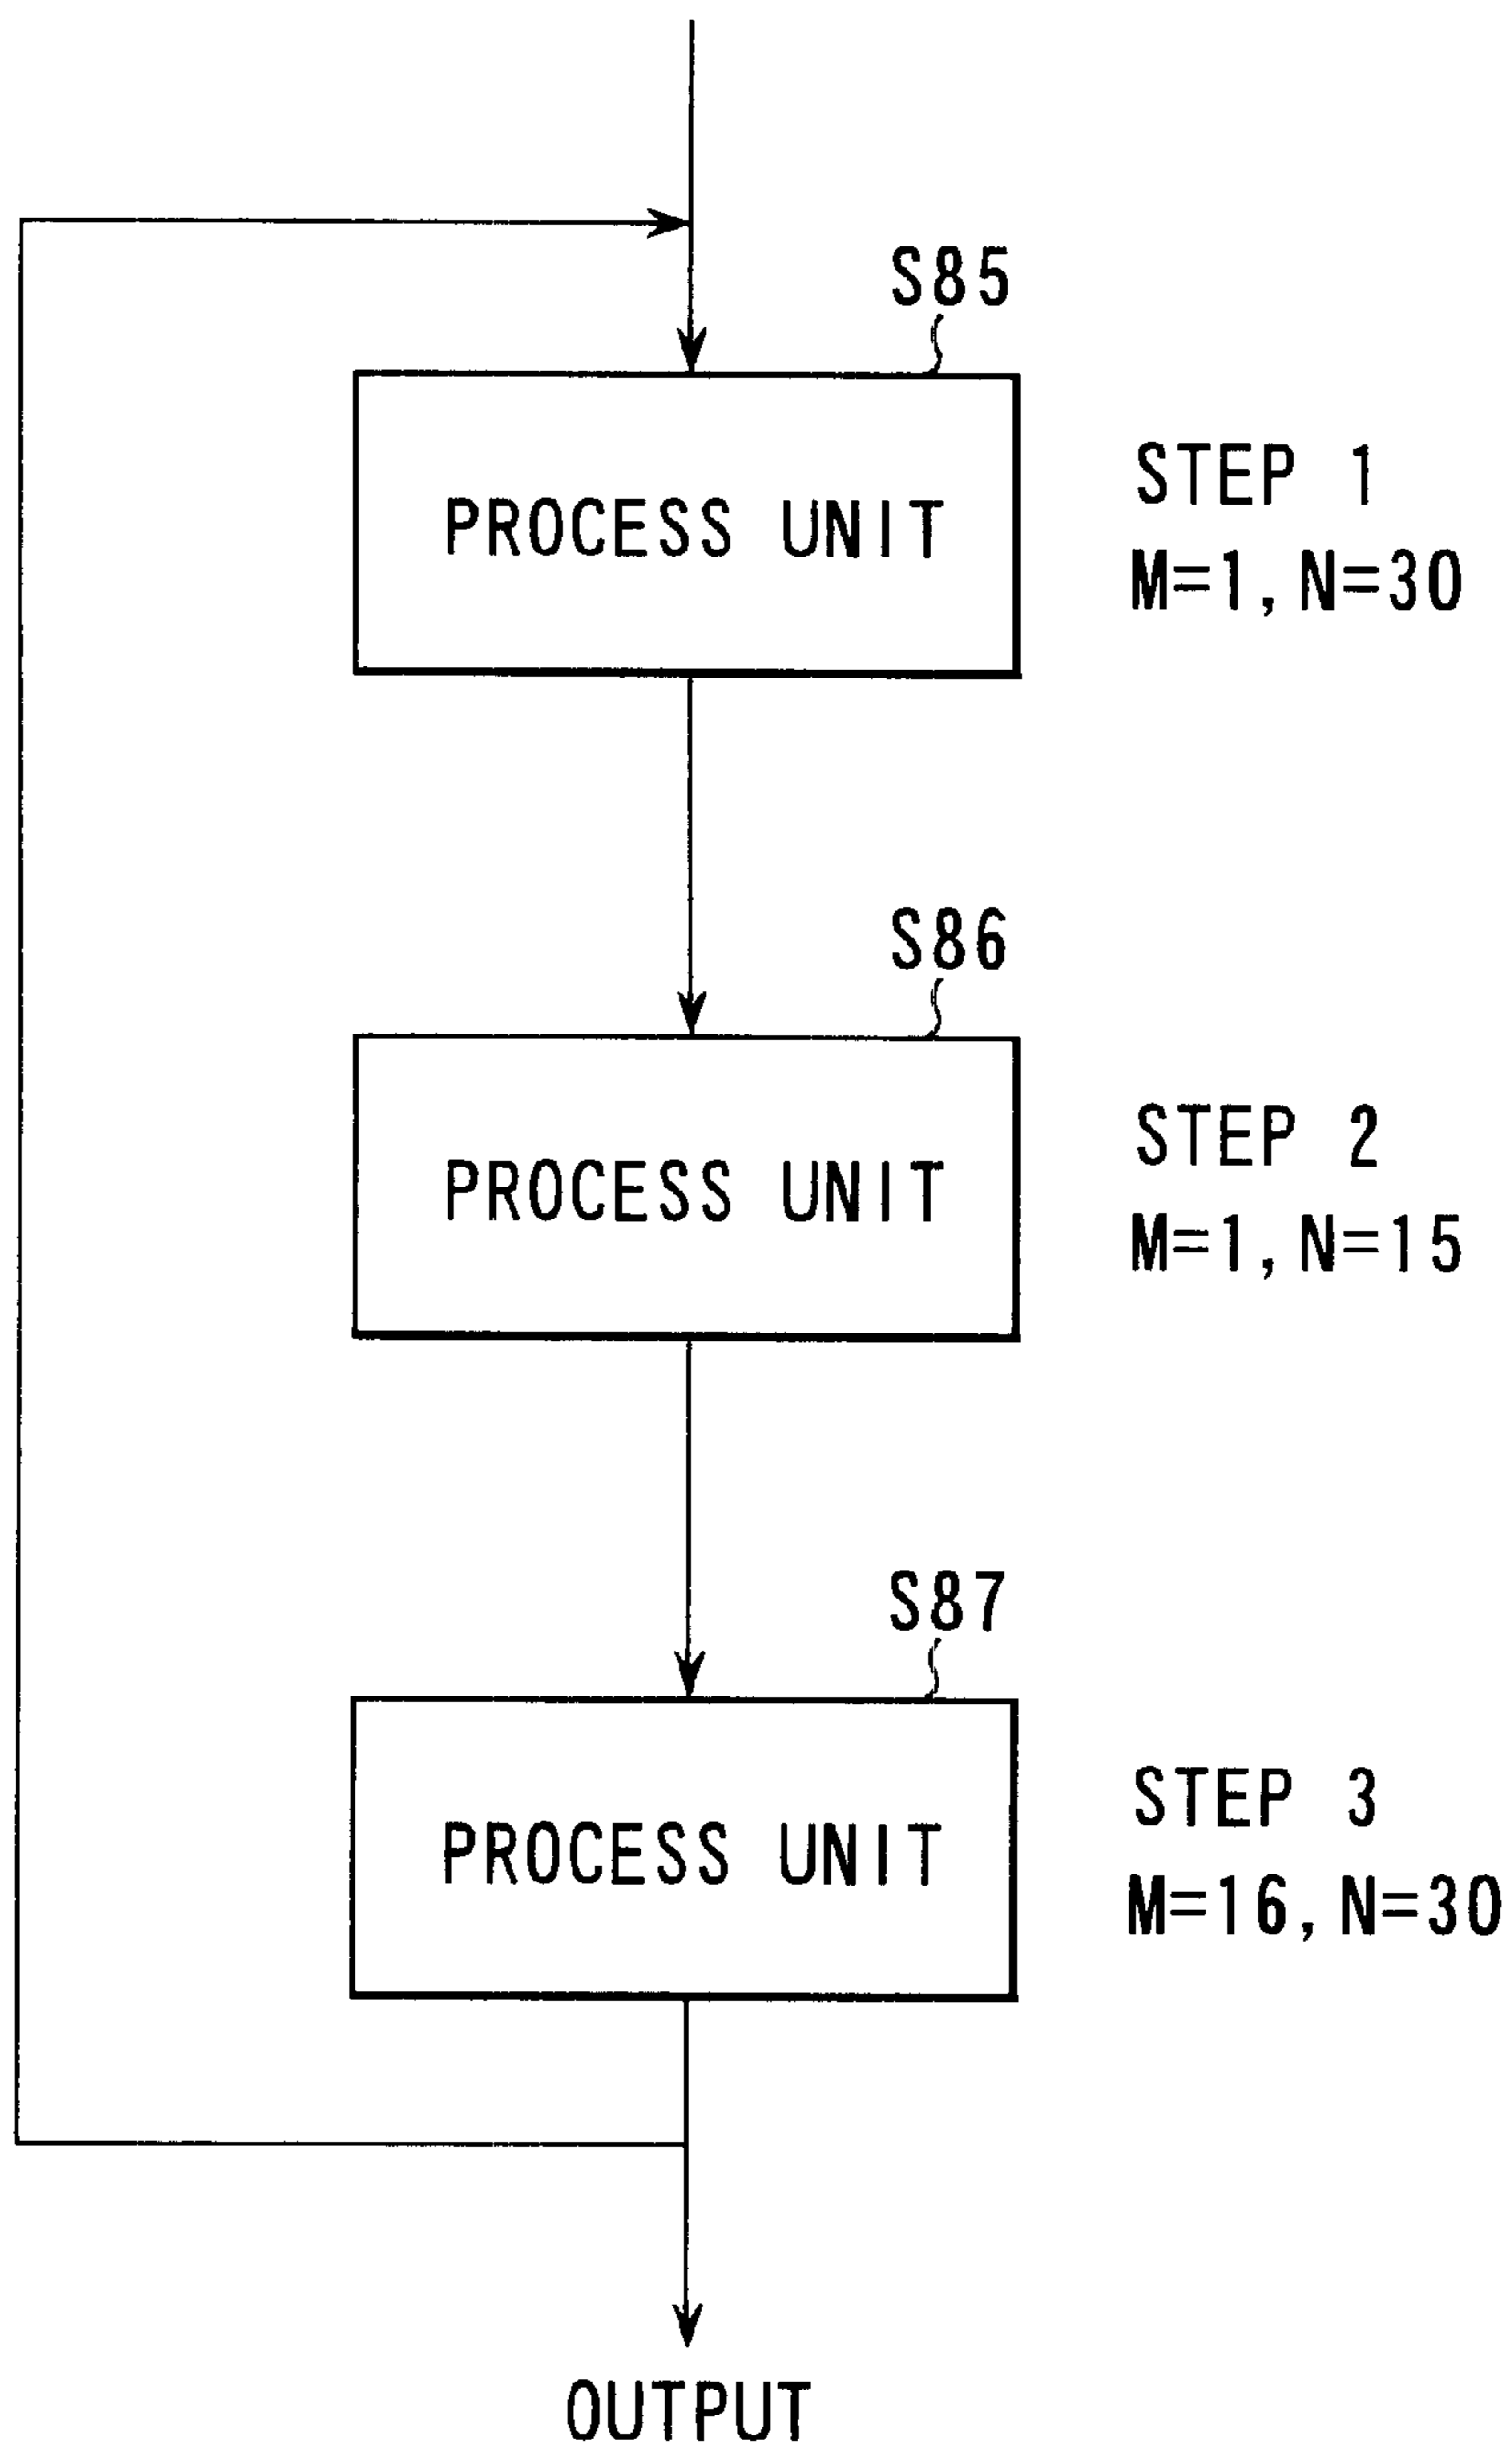 S85
PROCESS UNIT
STEP 1
M=1, N=30
S86
PROCESS UNIT
STEP 2
M=1, N=15
S87
PROCESS UNIT
STEP 3
M=16, N=30
OUTPUT